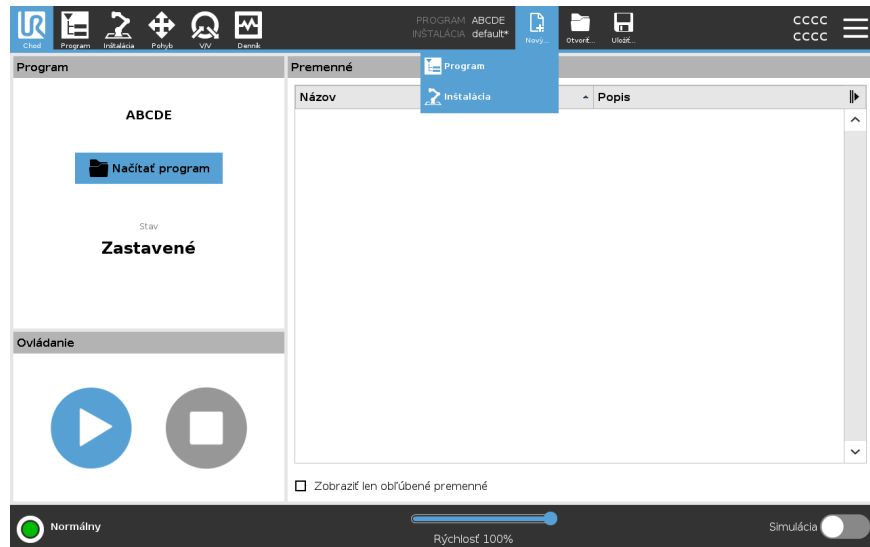 Chod Program Inštalácia Pohyb V/V Denník
PROGRAM ABCDE
INŠTALÁCIA default*
Nový... Otvoriť... Uložiť...
CCCC
CCCC
Program
Premenné
Program
Inštalácia
Názov Popis
ABCDE
Načítať program
Stav
Zastavené
Ovládanie
Zobraziť len obľúbené premenné
Normálny
Rýchlosť 100%
Simulácia